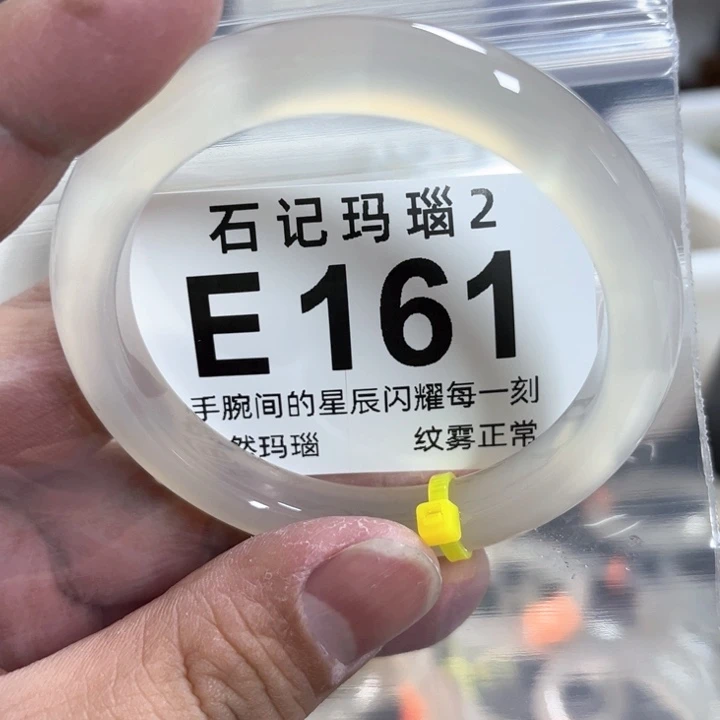 石记玛瑙2
E161
手腕间的星辰闪耀每一刻
然玛瑙 纹雾正常